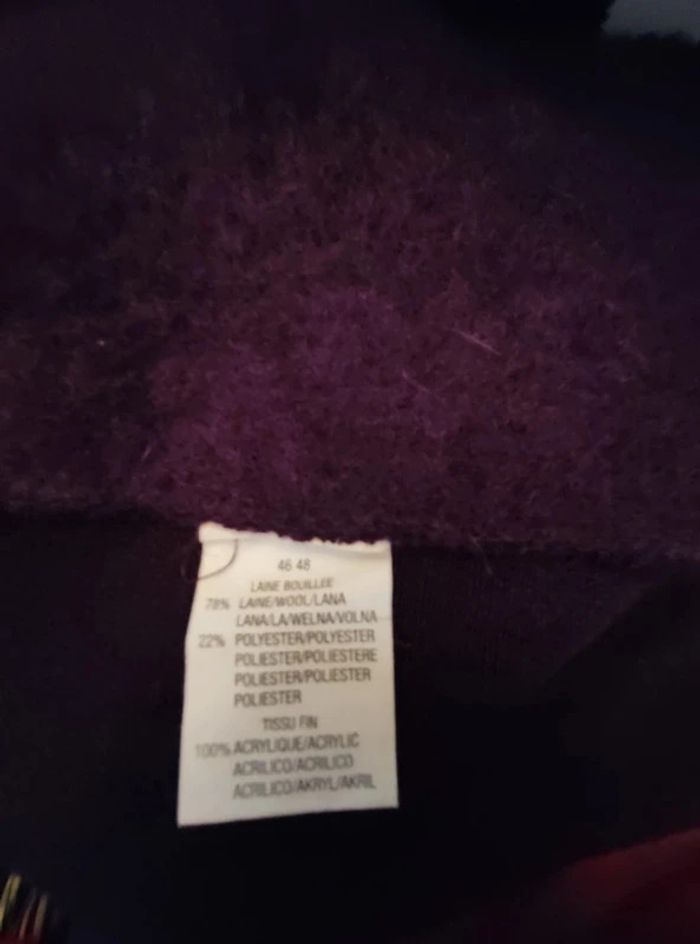 46 48
LAINE BOUILLEE
78% LAINE/WOOL/LANA
LANA/LA/WELNA/VOLNA
22% POLYESTER/POLYESTER
POLIESTER/POLIESTERE
POLIESTER/POLIESTER
POLIESTER
TISSU FIN
100% ACRYLIQUE/ACRYLIC
ACRILICO/ACRILICO
ACRILICO/AKRYL/AKRIL